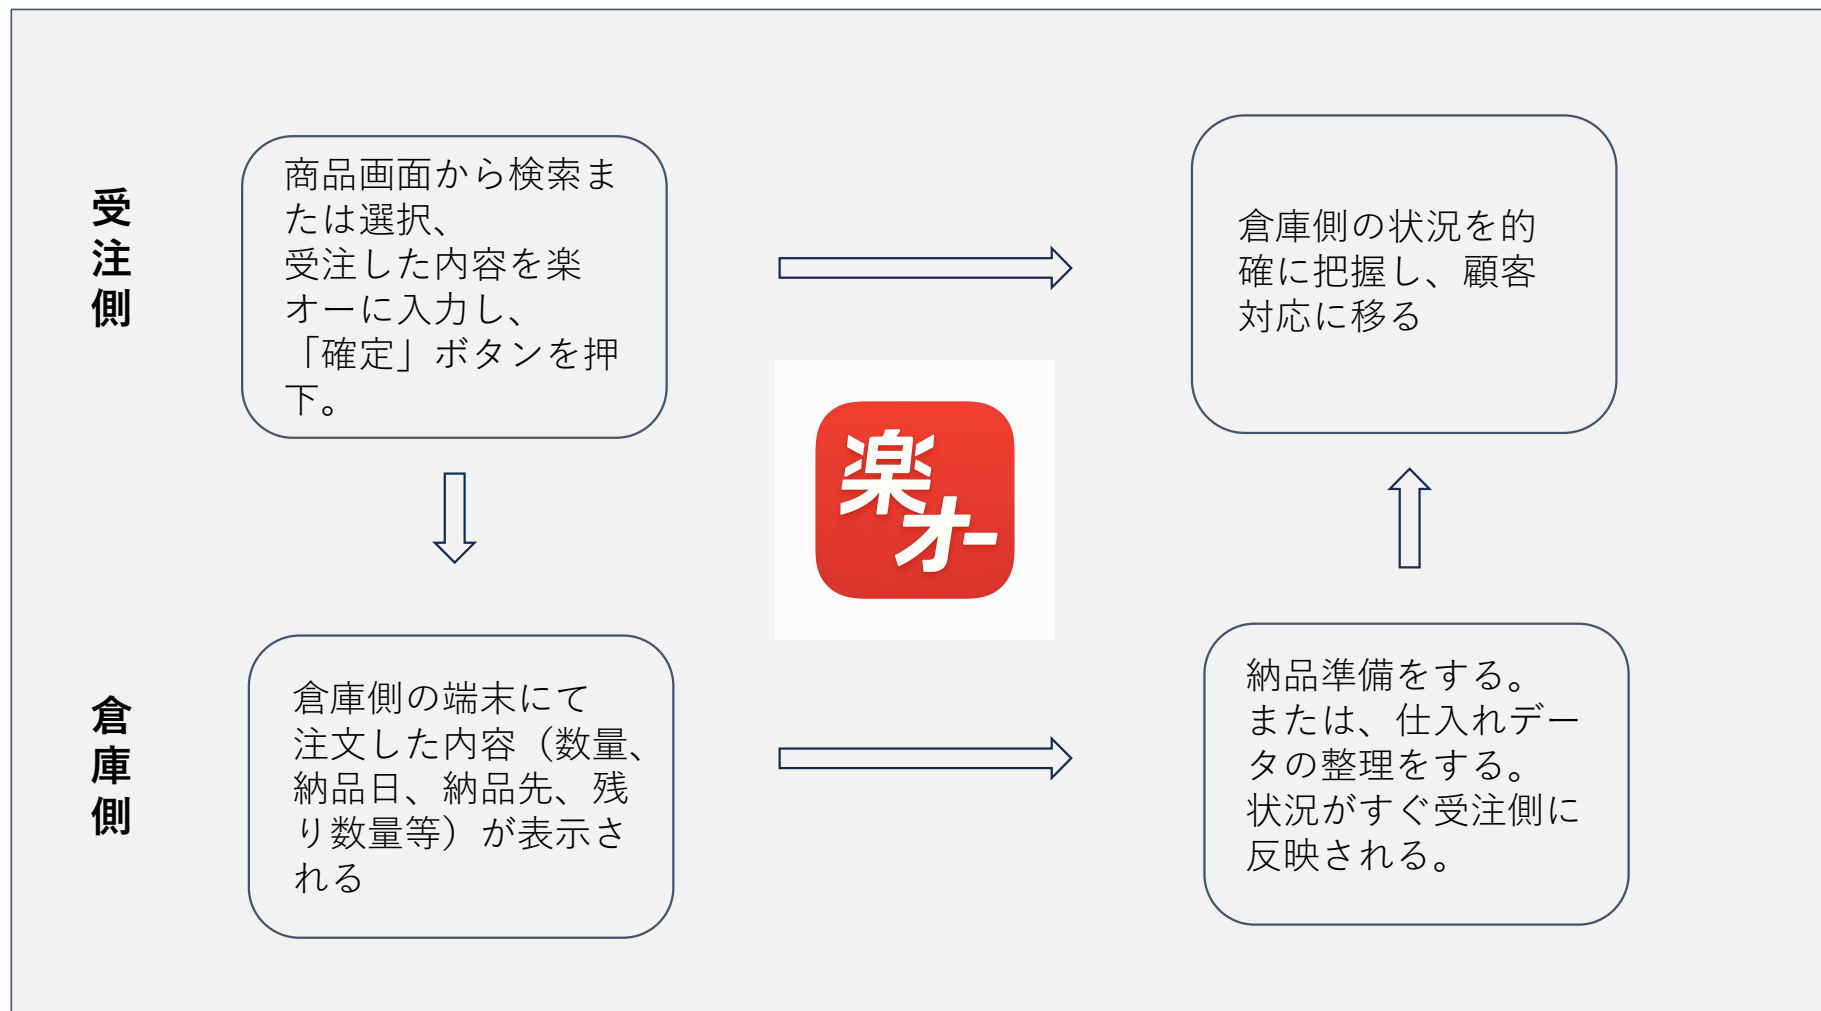 受注側
商品画面から検索ま
たは選択、
受注した内容を楽
オーに入力し、
「確定」ボタンを押
下。
倉庫側の状況を的
確に把握し、顧客
対応に移る
楽
オー
倉庫側
倉庫側の端末にて
注文した内容（数量、
納品日、納品先、残
り数量等）が表示さ
れる
納品準備をする。
または、仕入れデー
タの整理をする。
状況がすぐ受注側に
反映される。